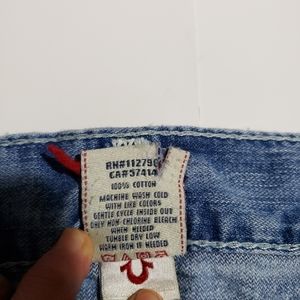 RN#112790
CA#37414
100% COTTON
MACHINE WASH COLD
WITH LIKE COLORS
GENTLE CYCLE INSIDE OUT
ONLY NON-CHLORINE BLEACH
WHEN NEEDED
TUMBLE DRY LOW
WARM IRON IF NEEDED